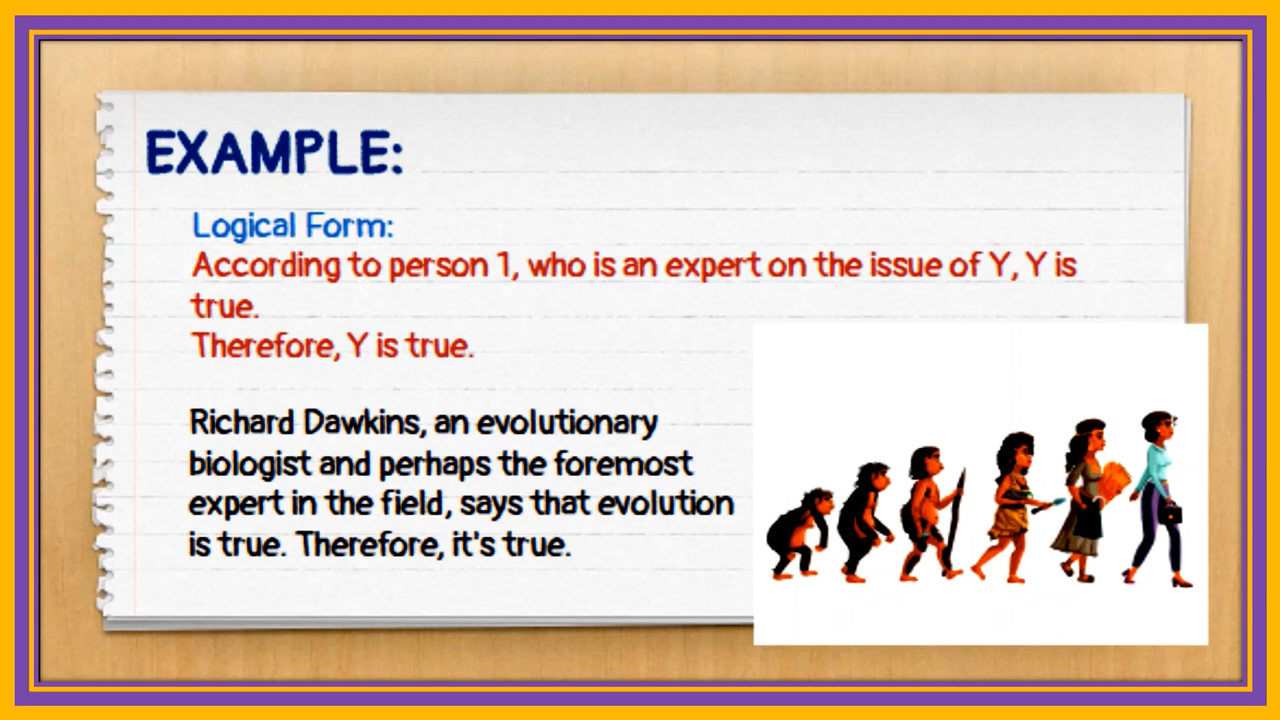 EXAMPLE:
Logical Form:
According to person 1, who is an expert on the issue of Y, Y is
true.
Therefore, Y is true.
Richard Dawkins, an evolutionary
biologist and perhaps the foremost
expert in the field, says that evolution
is true. Therefore, it's true.